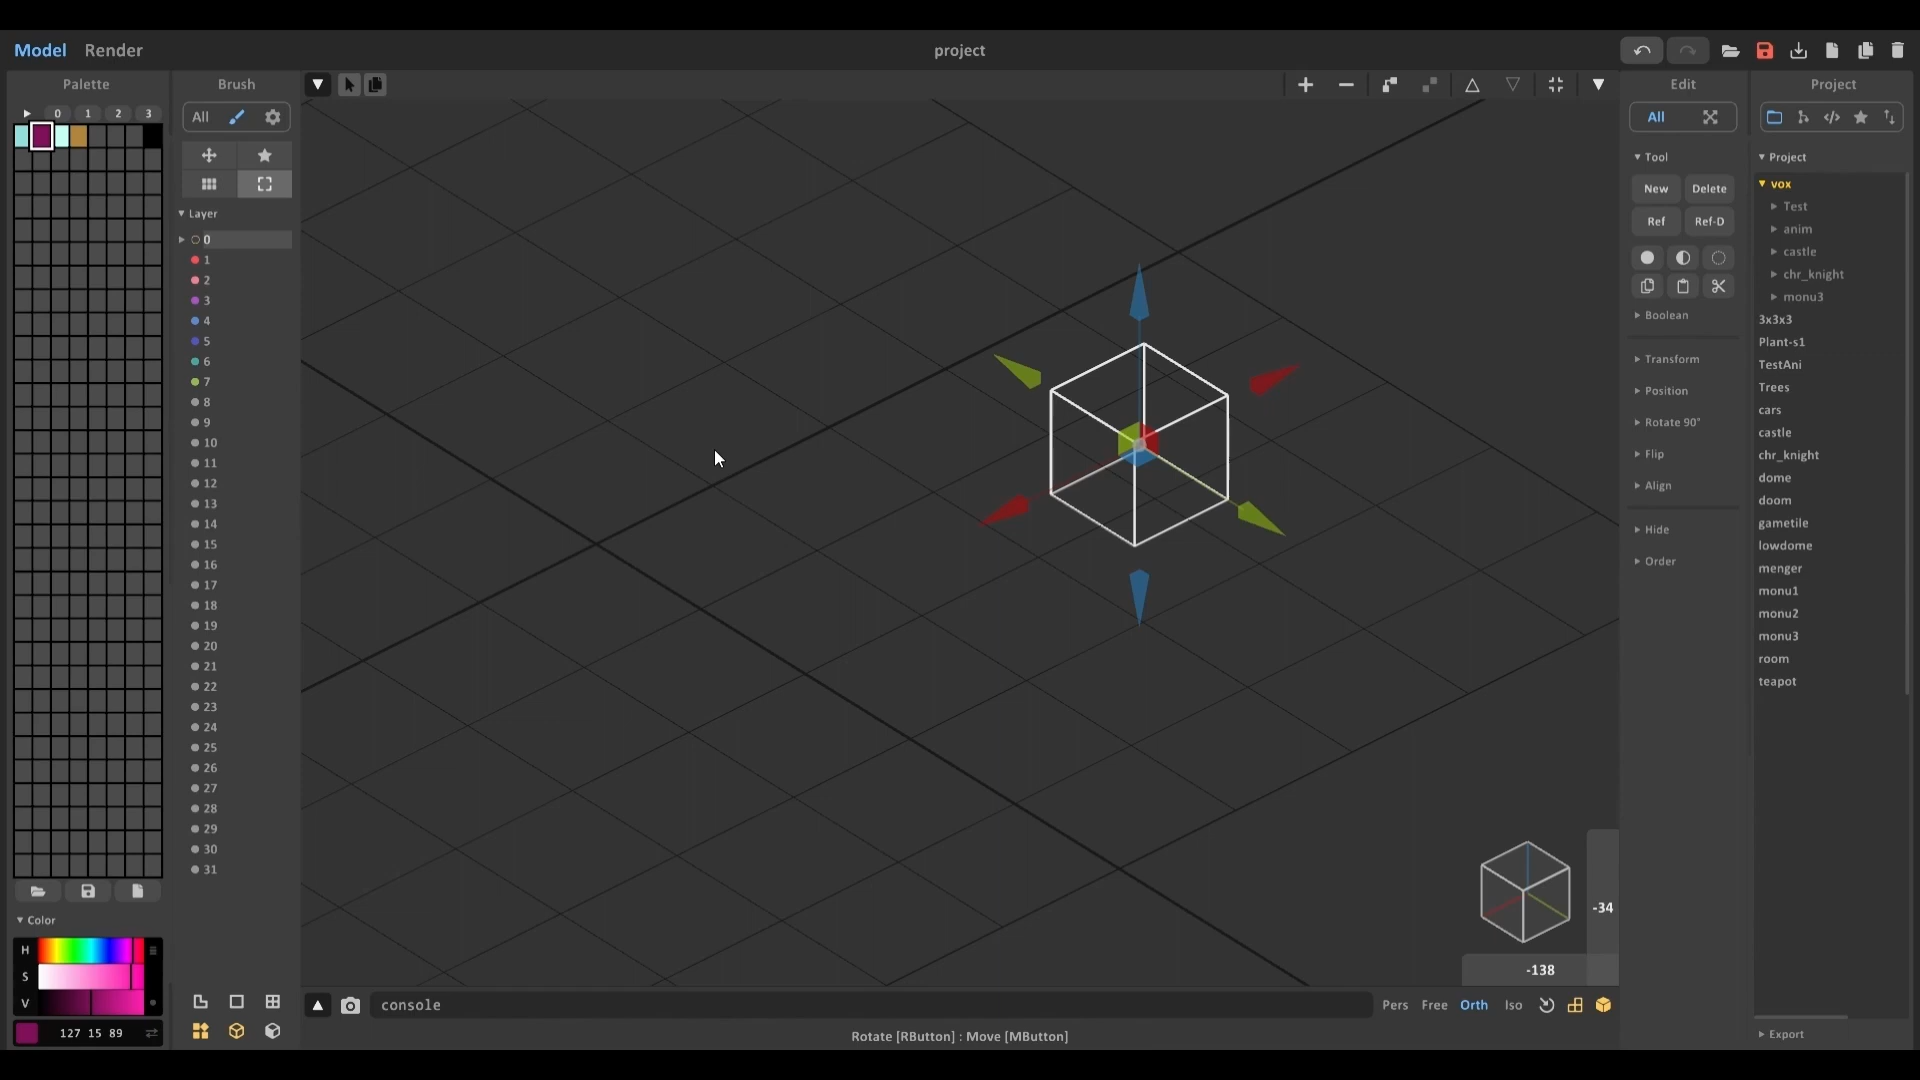 Model Render project
Palette Brush Edit Project
0 1 2 3
All
All
Project
Tool
vox
New Delete
Test
Layer
Ref Ref-D
anim
0
castle
1
chr_knight
2
monu3
3
Boolean
3x3x3
4
Plant-s1
5
Transform
TestAni
6
Trees
7
Position
cars
8
Rotate 90°
castle
9
10
Flip
chr_knight
11
dome
12
Align
doom
13
gametile
14
Hide
lowdome
15
Order
menger
16
monu1
17
monu2
18
monu3
19
room
20
teapot
21
22
23
24
25
26
27
28
29
30
31
-34
Color
H
S
-138
V
console
Pers Free Orth Iso
127 15 89
Rotate [RButton] : Move [MButton]
Export